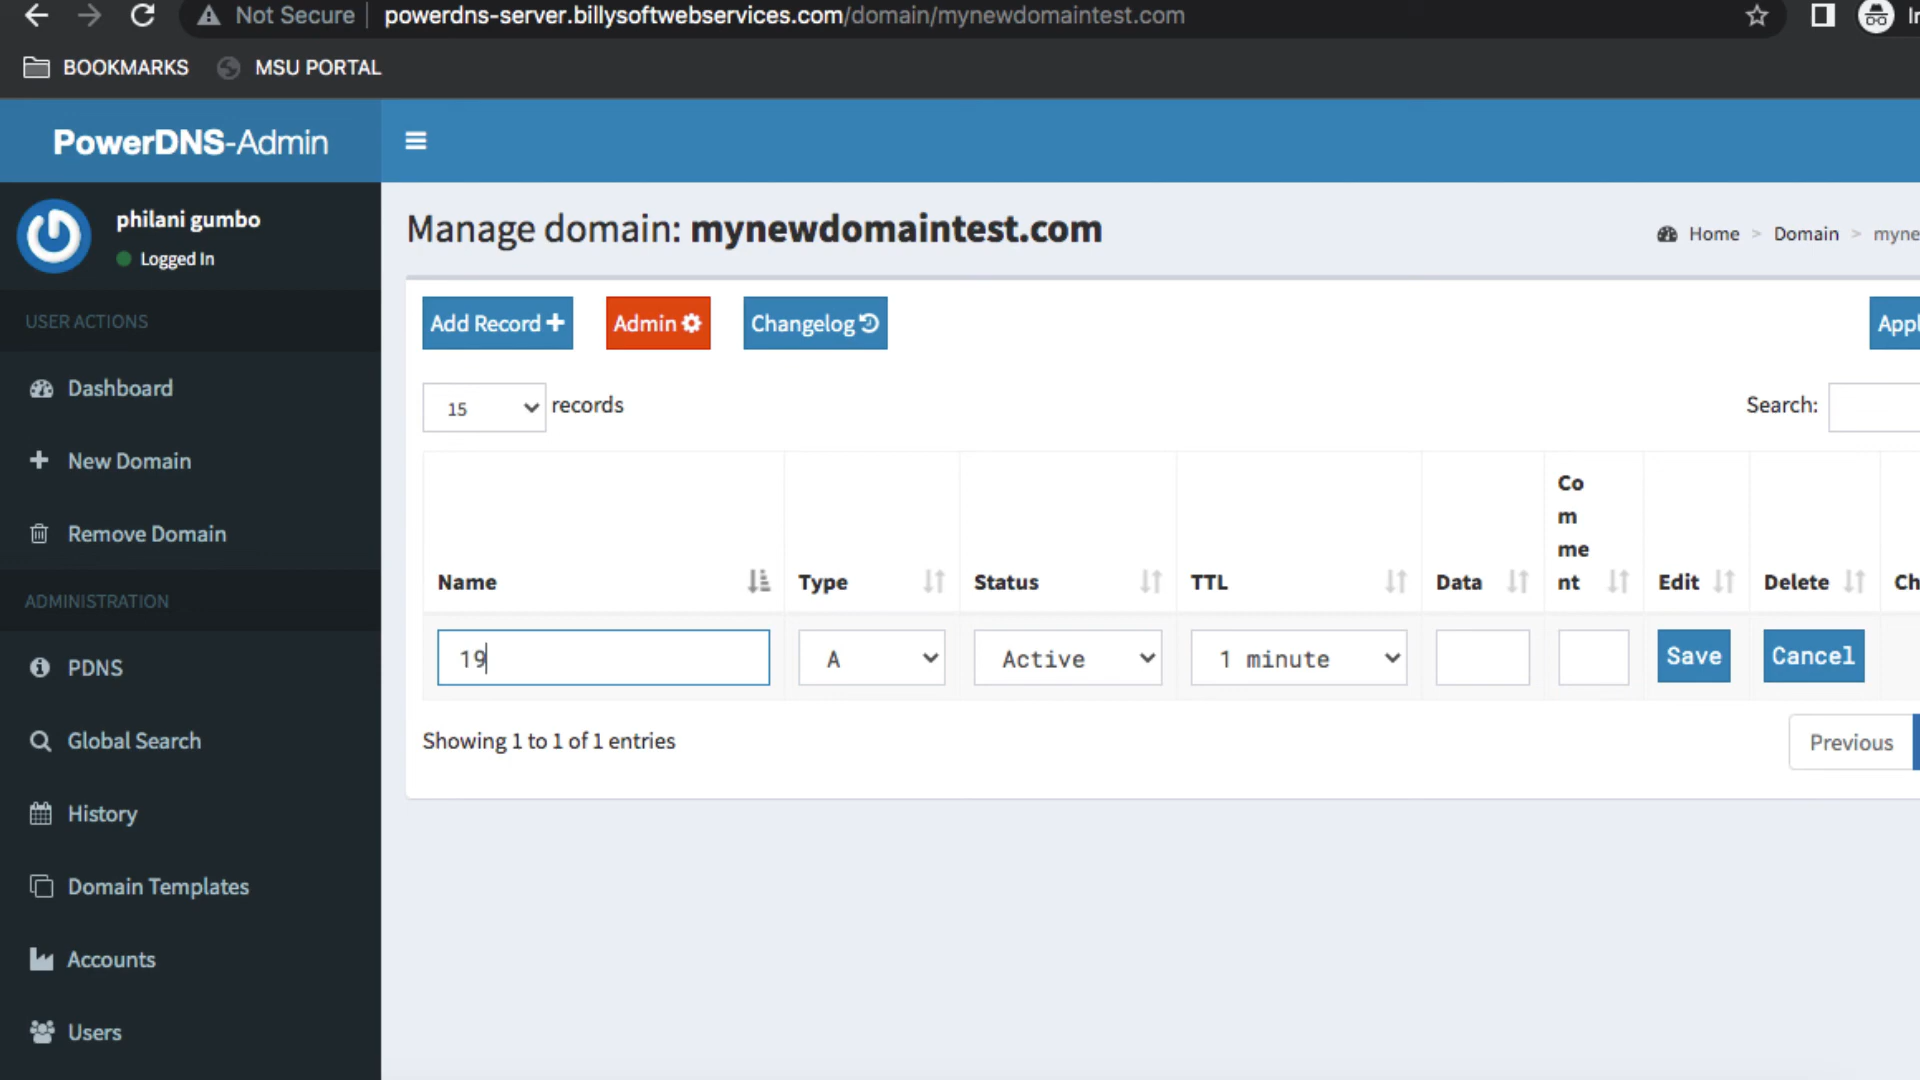 Not Secure powerdns-server.billysoftwebservices.com/domain/mynewdomaintest.com
BOOKMARKS MSU PORTAL
PowerDNS-Admin
philani gumbo
Logged In
USER ACTIONS
Dashboard
New Domain
Remove Domain
ADMINISTRATION
PDNS
Global Search
History
Domain Templates
Accounts
Users
Manage domain: mynewdomaintest.com
Home > Domain > myne
Add Record Admin Changelog Appl
15 records Search:
Name Type Status TTL Data Co
m
me
nt Edit Delete Ch
19 A Active 1 minute Save Cancel
Showing 1 to 1 of 1 entries Previous